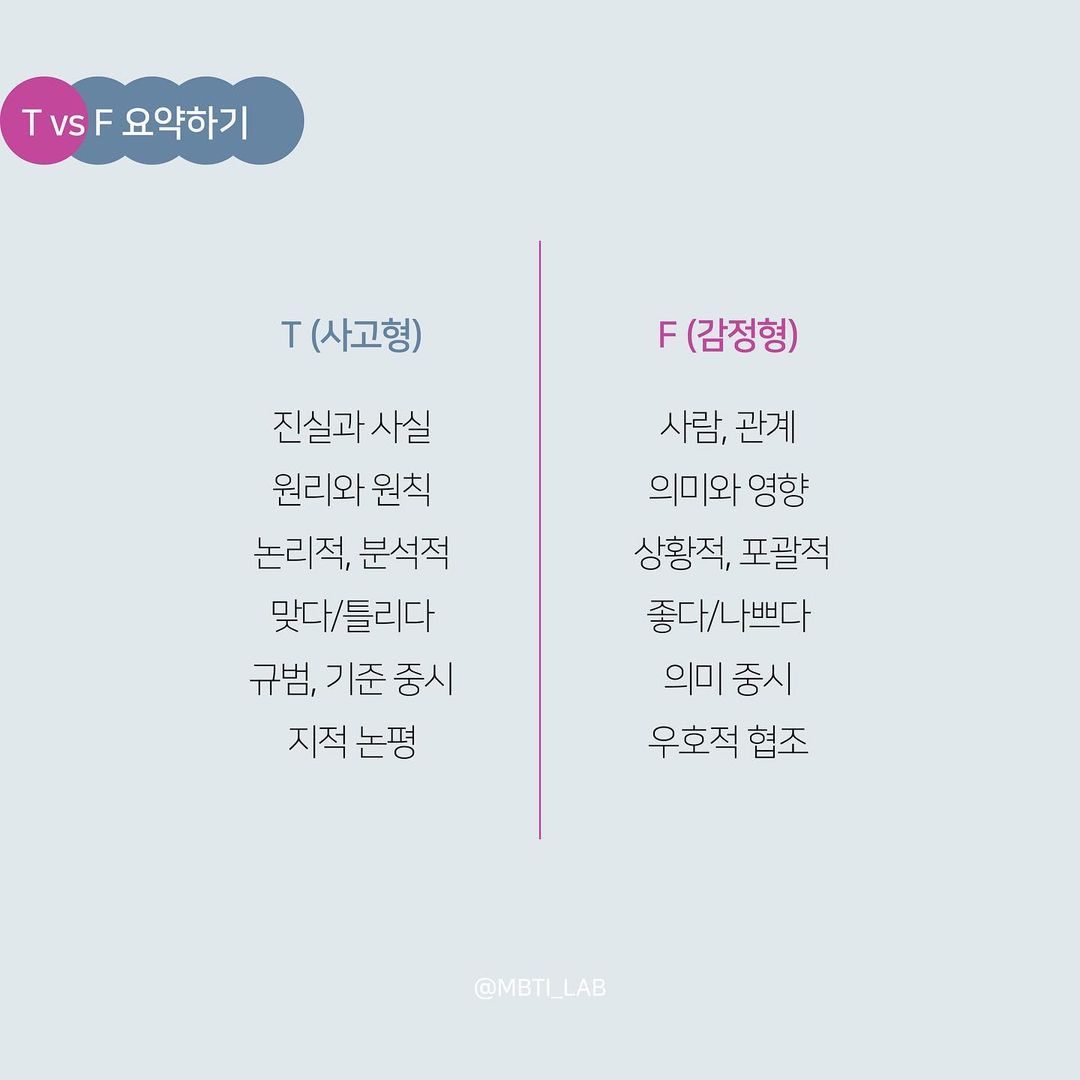 T vs F 요약하기
T (사고형)
진실과 사실
원리와 원칙
논리적, 분석적
맞다/틀리다
규범, 기준 중시
지적 논평
F (감정형)
사람, 관계
의미와 영향
상황적, 포괄적
좋다/나쁘다
의미 중시
우호적 협조
@MBTI_LAB